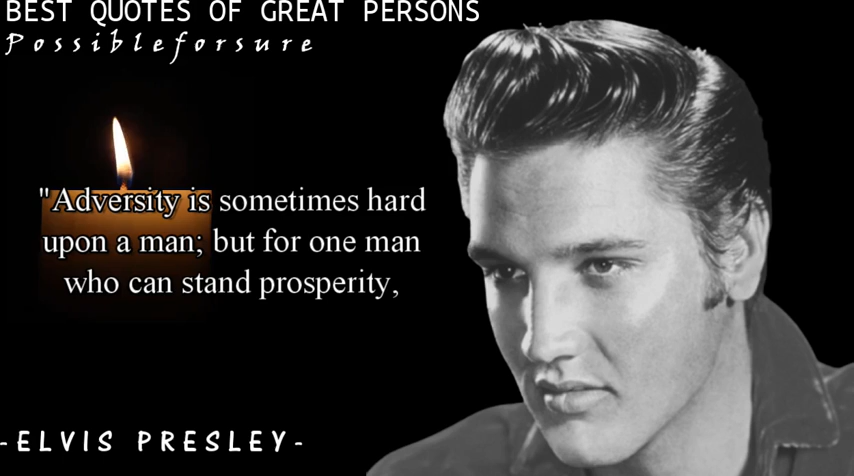 BEST QUOTES OF GREAT PERSONS
Possibleforsure
"Adversity is sometimes hard
upon a man; but for one man
who can stand prosperity,
-ELVIS PRESLEY-